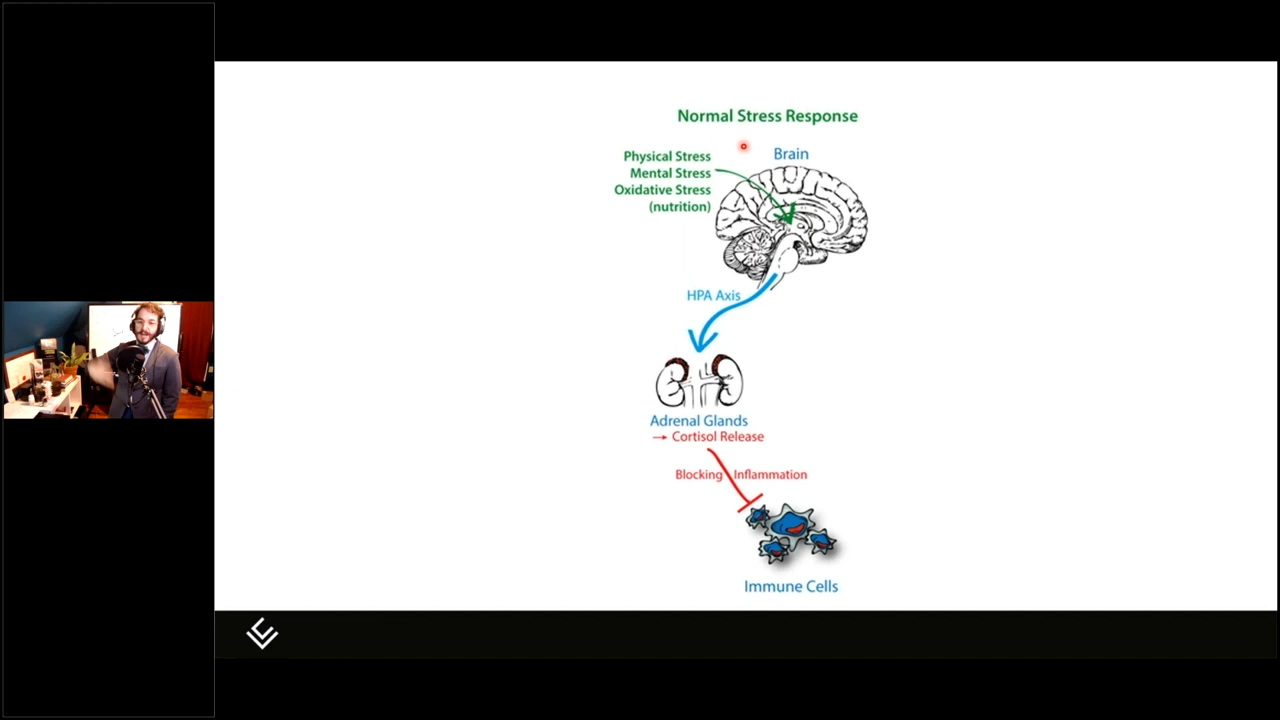 Normal Stress Response
Physical Stress
Mental Stress
Oxidative Stress
(nutrition)
Brain
HPA Axis
Adrenal Glands
→ Cortisol Release
Blocking Inflammation
Immune Cells